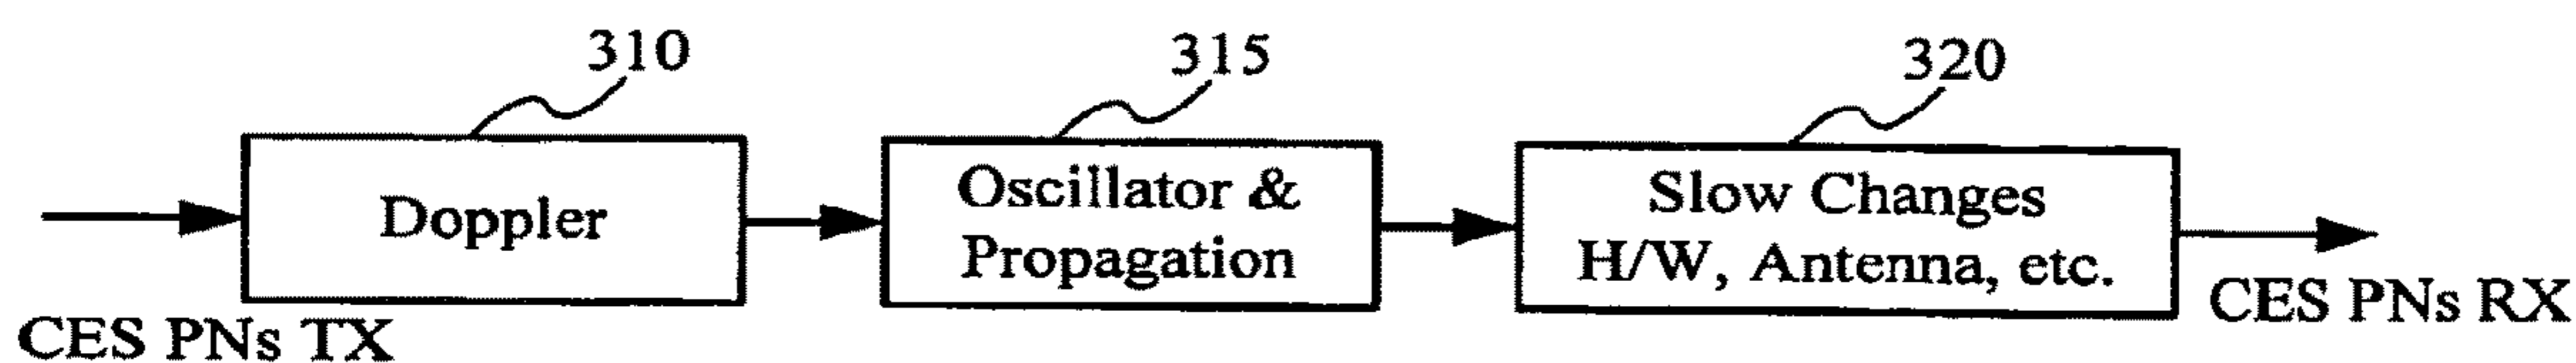 310
315
320
Doppler
Oscillator &
Propagation
Slow Changes
H/W, Antenna, etc.
CES PNs TX
CES PNs RX